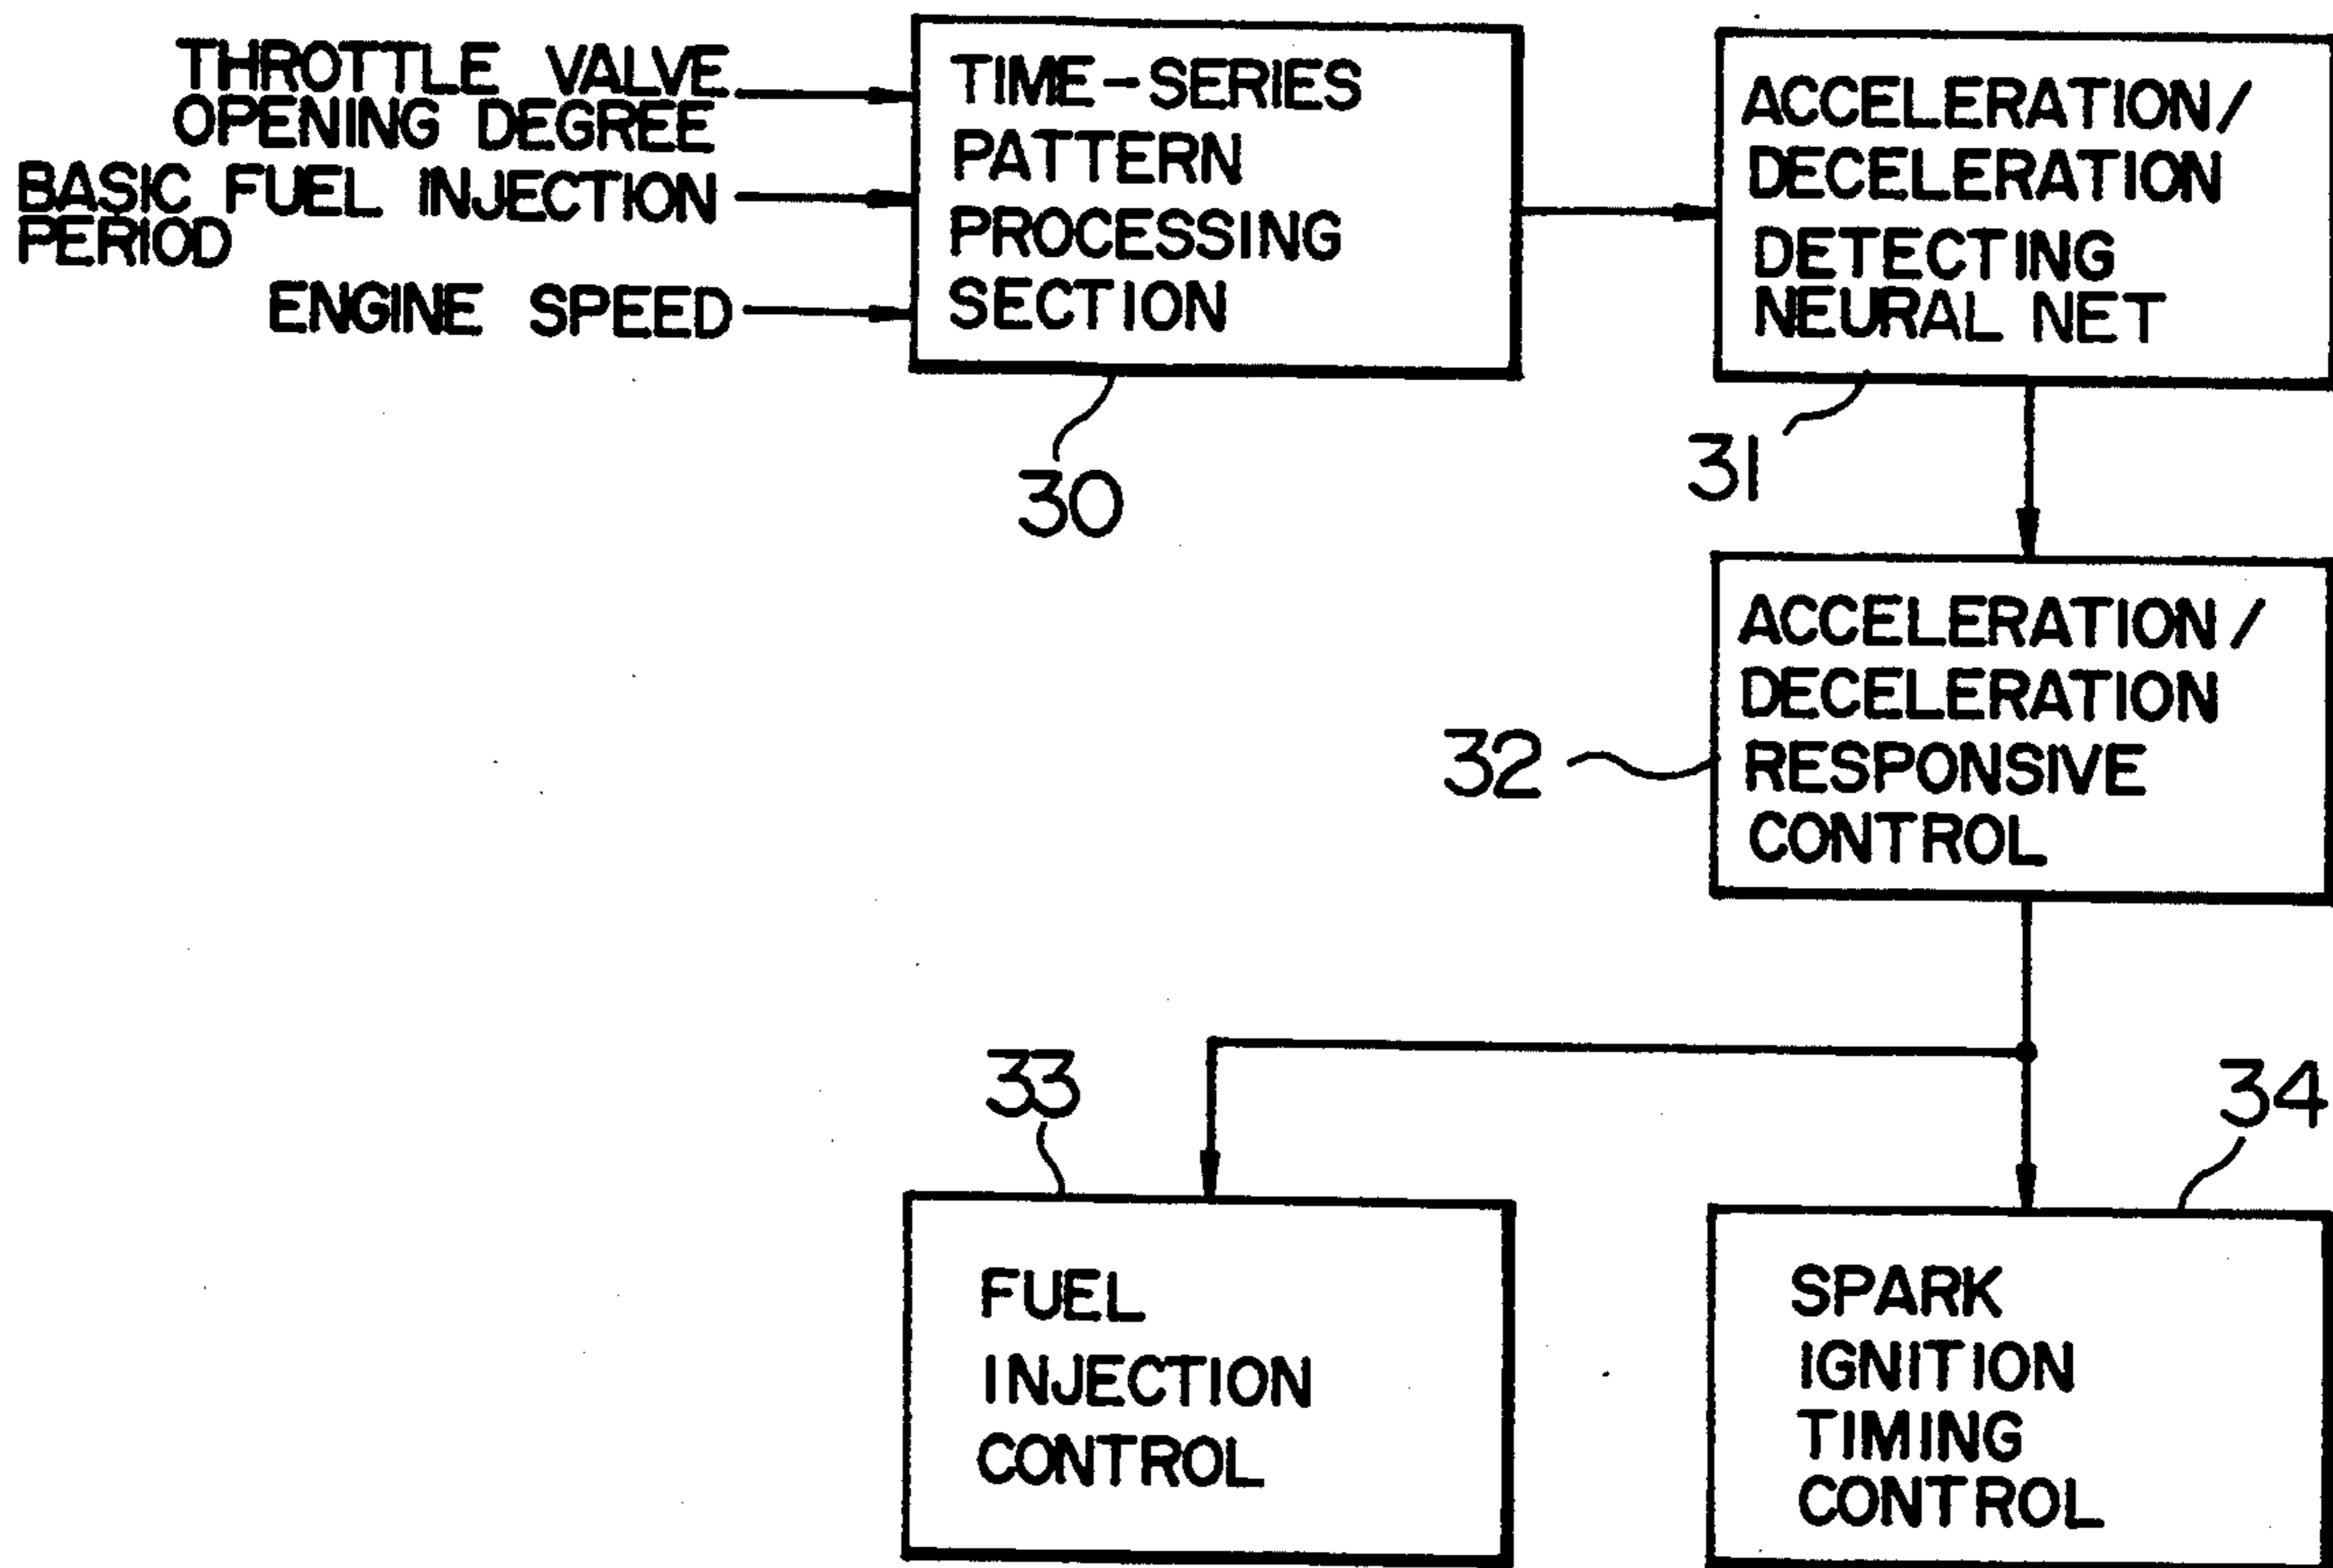 THROTTLE VALVE
OPENING DEGREE
BASIC FUEL INJECTION
PERIOD
ENGINE SPEED
TIME-SERIES
PATTERN
PROCESSING
SECTION
30
ACCELERATION/
DECELERATION
DETECTING
NEURAL NET
31
ACCELERATION/
DECELERATION
RESPONSIVE
CONTROL
32
33
FUEL
INJECTION
CONTROL
34
SPARK
IGNITION
TIMING
CONTROL